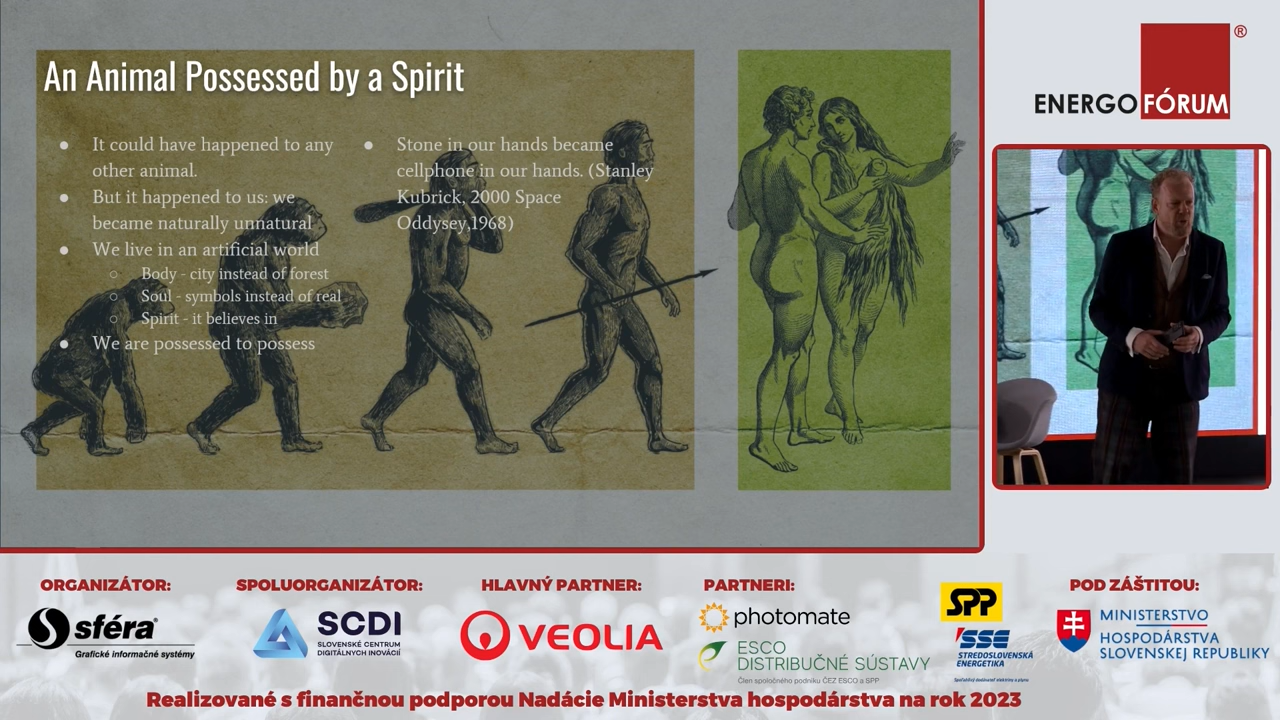 An Animal Possessed by a Spirit
● It could have happened to any
other animal.
● But it happened to us: we
became naturally unnatural
● We live in an artificial world
○ Body - city instead of forest
○ Soul - symbols instead of real
○ Spirit - it believes in
● We are possessed to possess
● Stone in our hands became
cellphone in our hands. (Stanley
Kubrick, 2000 Space
Oddysey,1968)
ENERGOFÓRUM®
ORGANIZÁTOR:
sféra®
Grafické informačné systémy
SPOLUORGANIZÁTOR:
SCDI
SLOVENSKÉ CENTRUM
DIGITÁLNYCH INOVÁCIÍ
HLAVNÝ PARTNER:
VEOLIA
PARTNERI:
photomate
ESCO
DISTRIBUČNÉ SÚSTAVY
Člen spoločného podniku ČEZ ESCO a SPP
SPP
SSE
STREDOSLOVENSKÁ
ENERGETIKA
Spoľahlivý dodávateľ elektriny a plynu
POD ZÁŠTITOU:
MINISTERSTVO
HOSPODÁRSTVA
SLOVENSKEJ REPUBLIKY
Realizované s finančnou podporou Nadácie Ministerstva hospodárstva na rok 2023